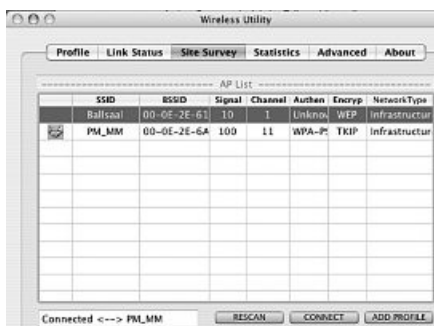 Wireless Utility
Profile Link Status Site Survey Statistics Advanced About
AP List
SSID BSSID Signal Channel Authen Encryp NetworkType
Ballsaal 00-0E-2E-61 10 1 Unknov WEP Infrastructur
PM_MM 00-0E-2E-6A 100 11 WPA-P! TKIP Infrastructur
Connected <--> PM_MM RESCAN CONNECT ADD PROFILE